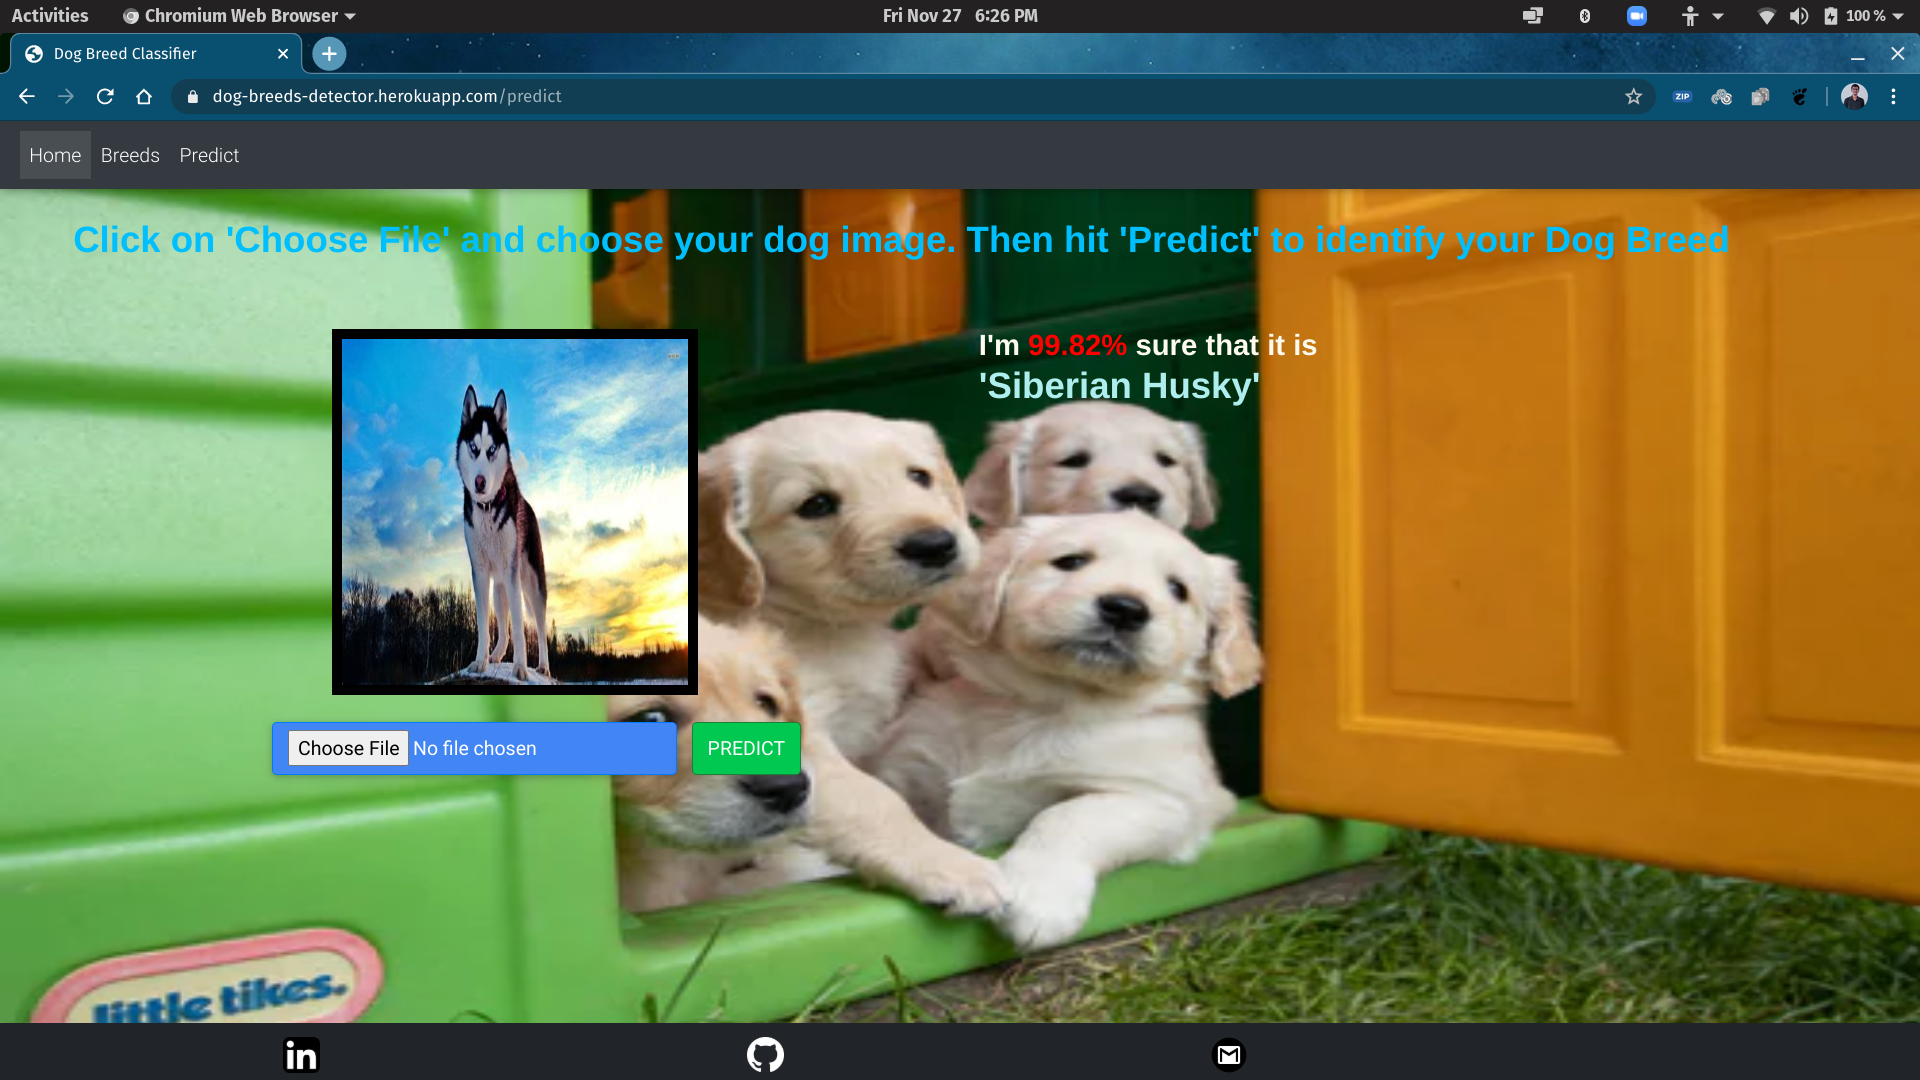 Activities
Chromium Web Browser
Fri Nov 27 6:26 PM
100 %
Dog Breed Classifier
dog-breeds-detector.herokuapp.com/predict
ZIP
Home Breeds Predict
Click on 'Choose File' and choose your dog image. Then hit 'Predict' to identify your Dog Breed
I'm 99.82% sure that it is
'Siberian Husky'
Choose File No file chosen
PREDICT
little tikes.
in